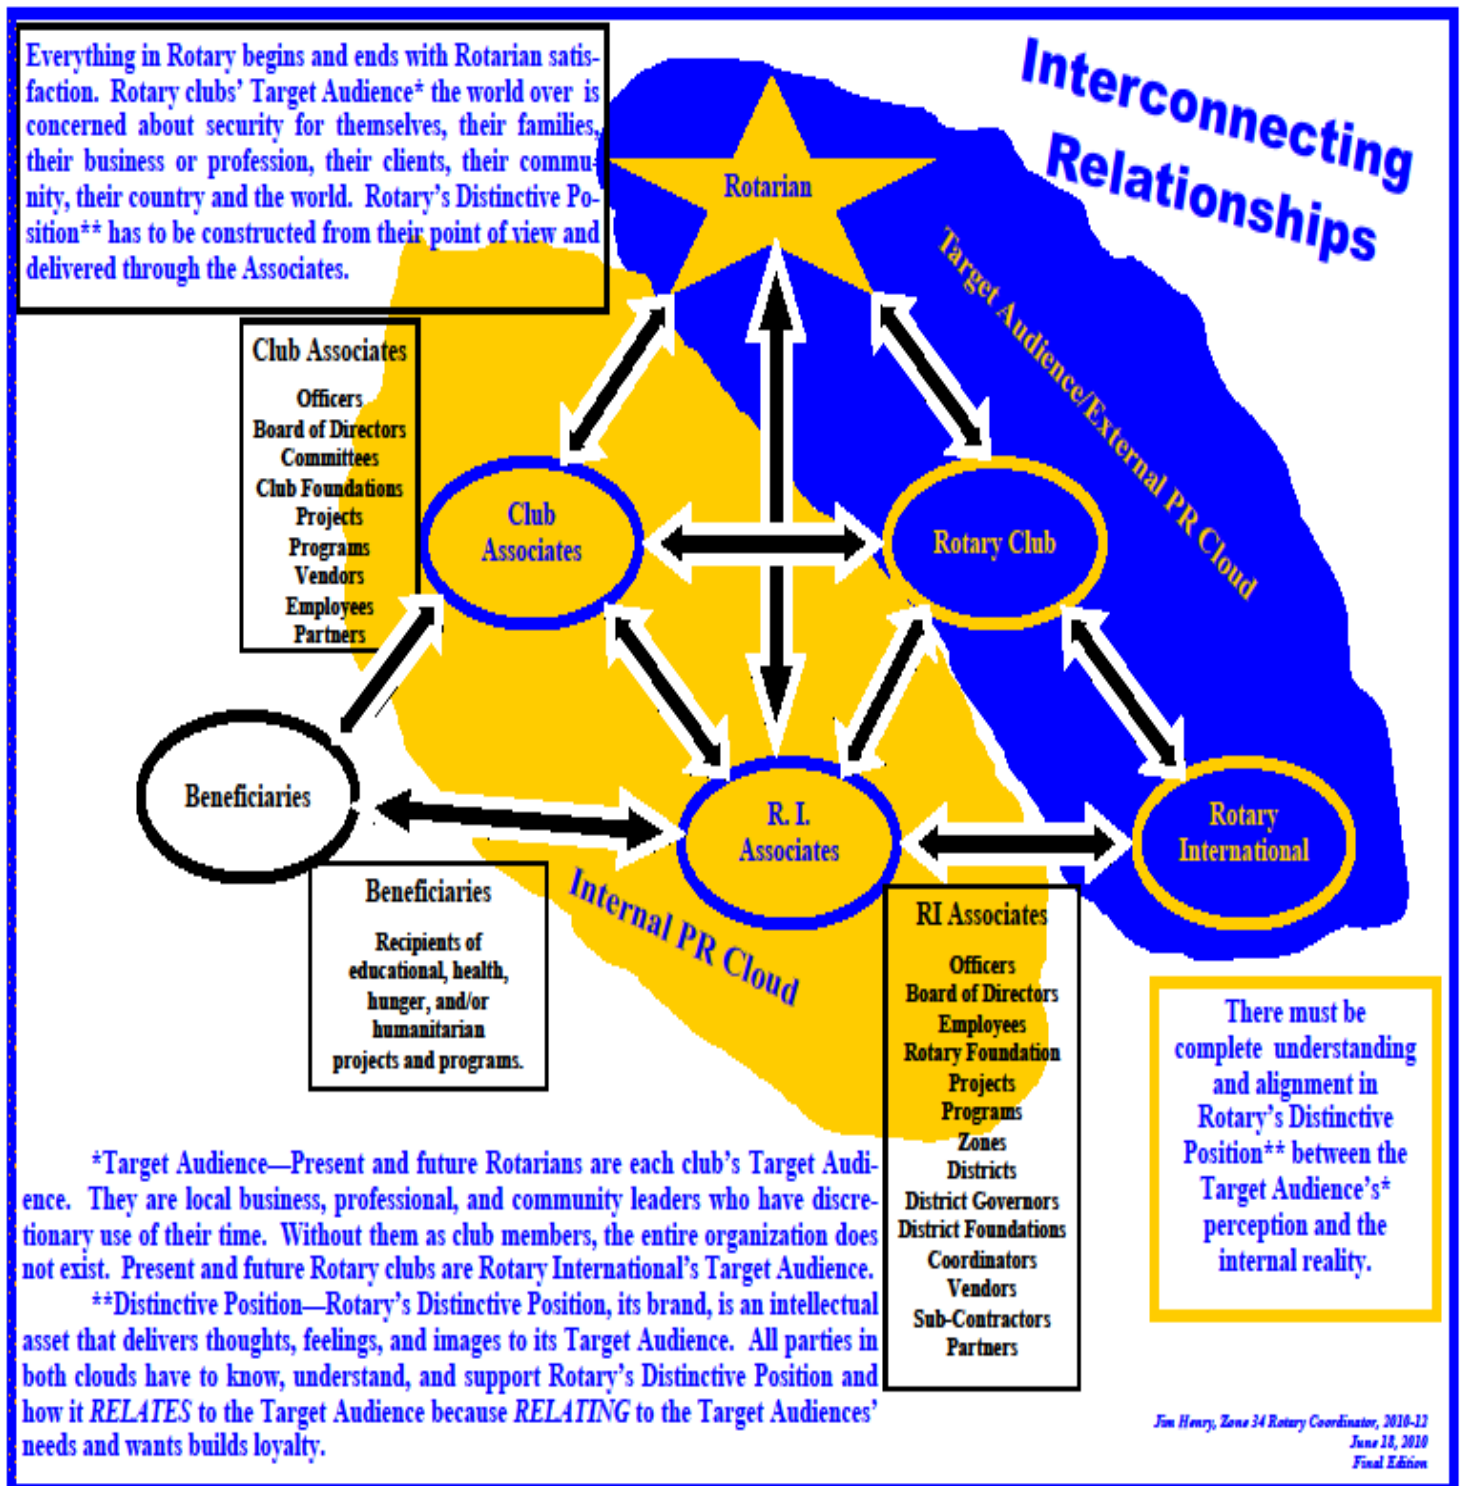 Everything in Rotary begins and ends with Rotarian satis-
faction. Rotary clubs’ Target Audience* the world over is
concerned about security for themselves, their families,
their business or profession, their clients, their commu-
nity, their country and the world. Rotary’s Distinctive Po-
sition** has to be constructed from their point of view and
delivered through the Associates.
Interconnecting
Relationships
Rotarian
Target Audience/External PR Cloud
Club Associates
Officers
Board of Directors
Committees
Club Foundations
Projects
Programs
Vendors
Employees
Partners
Club
Associates
Rotary Club
Beneficiaries
R. I.
Associates
Rotary
International
Internal PR Cloud
Beneficiaries
Recipients of
educational, health,
hunger, and/or
humanitarian
projects and programs.
RI Associates
Officers
Board of Directors
Employees
Rotary Foundation
Projects
Programs
Zones
Districts
District Governors
District Foundations
Coordinators
Vendors
Sub-Contractors
Partners
There must be
complete understanding
and alignment in
Rotary’s Distinctive
Position** between the
Target Audience’s*
perception and the
internal reality.
*Target Audience—Present and future Rotarians are each club’s Target Audi-
ence. They are local business, professional, and community leaders who have discre-
tionary use of their time. Without them as club members, the entire organization does
not exist. Present and future Rotary clubs are Rotary International’s Target Audience.
**Distinctive Position—Rotary’s Distinctive Position, its brand, is an intellectual
asset that delivers thoughts, feelings, and images to its Target Audience. All parties in
both clouds have to know, understand, and support Rotary’s Distinctive Position and
how it RELATES to the Target Audience because RELATING to the Target Audiences’
needs and wants builds loyalty.
Jim Henry, Zone 34 Rotary Coordinator, 2010-12
June 18, 2010
Final Edition